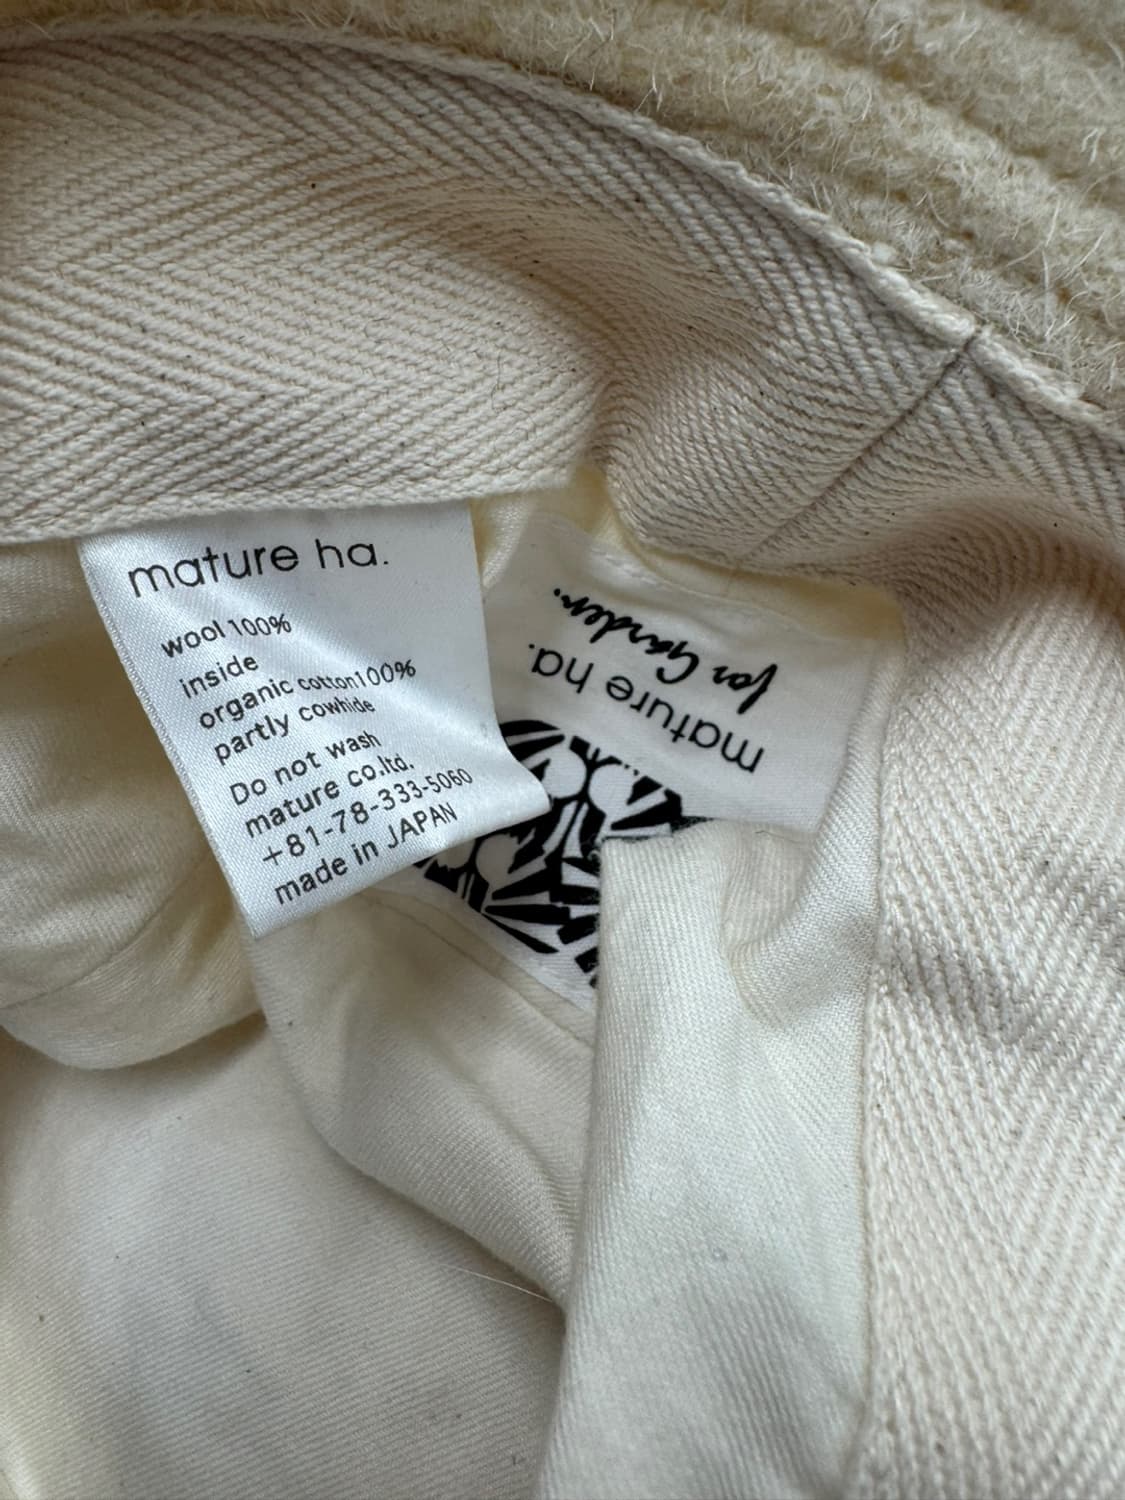 mature ha.
wool 100%
inside
organic cotton100%
partly cowhide
Do not wash
mature co.ltd.
+81-78-333-5060
made in JAPAN
mature ha.
for Garden.